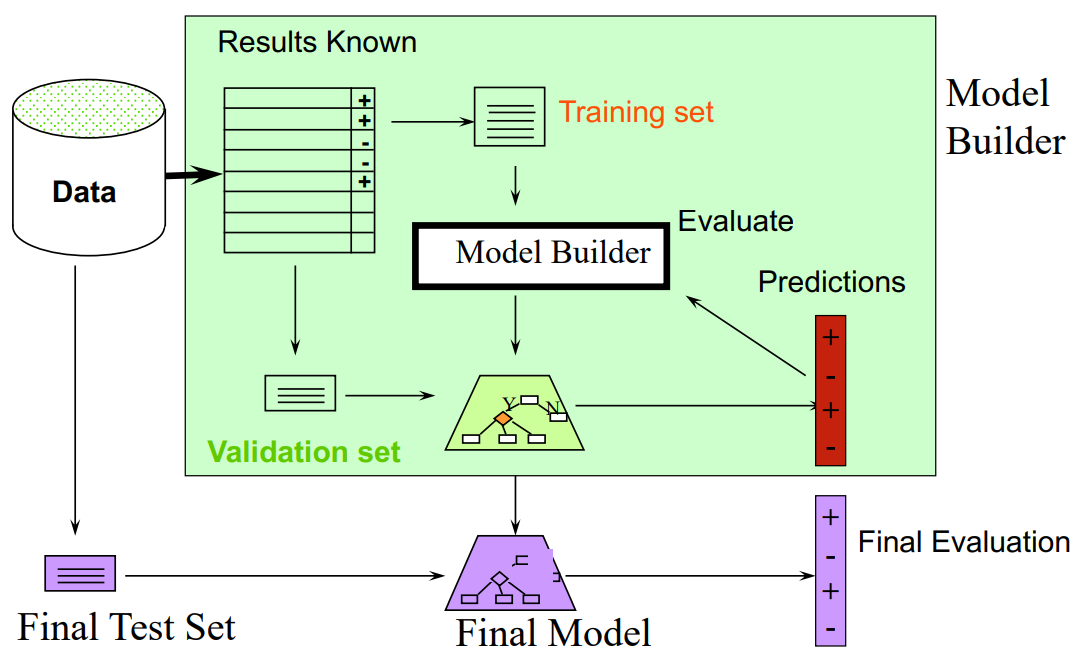 Results Known
Model
Builder
Data
+
+
-
-
+
Training set
Model Builder
Evaluate
Predictions
+
-
+
-
Y
N
Validation set
Final Test Set
Final Model
+
-
+
-
Final Evaluation